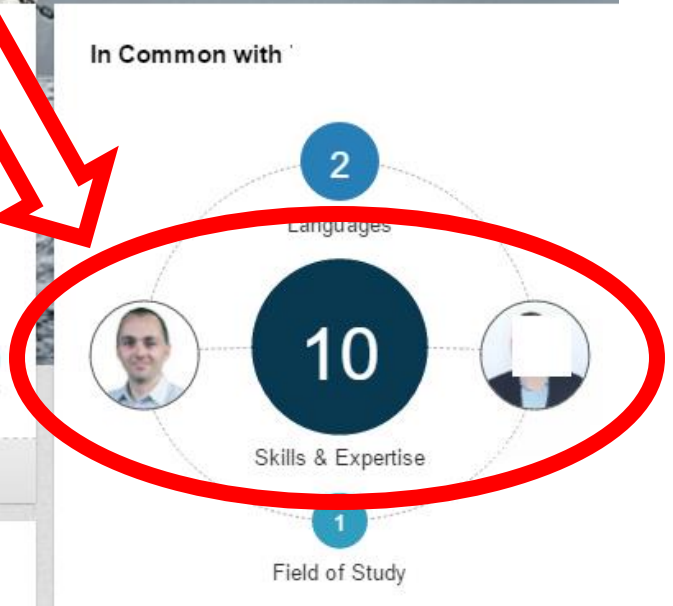 In Common with
2
Languages
10
Skills & Expertise
1
Field of Study